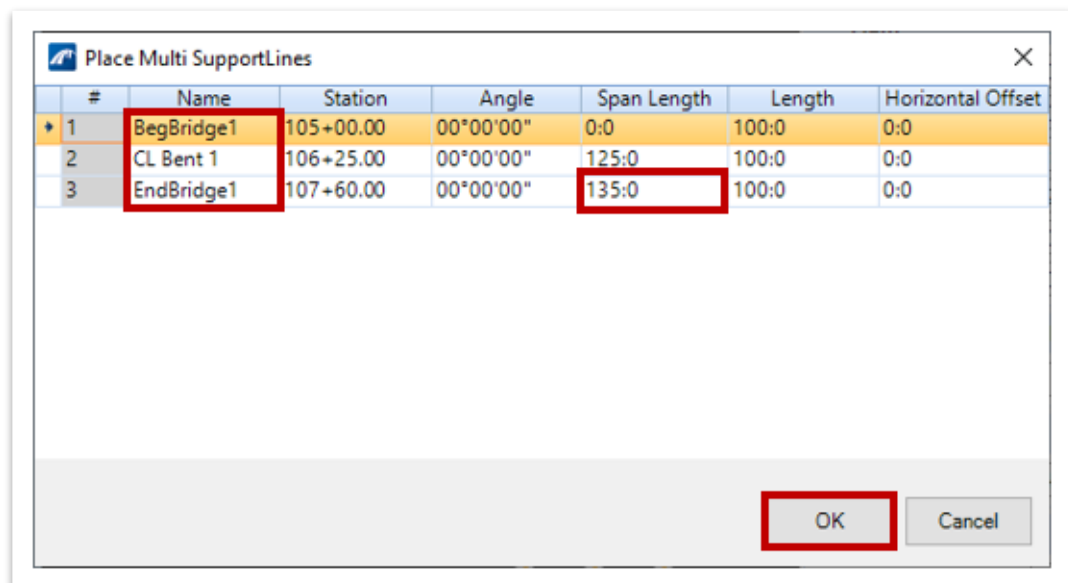 Place Multi SupportLines
# Name Station Angle Span Length Length Horizontal Offset
1 BegBridge1 105+00.00 00°00'00" 0:0 100:0 0:0
2 CL Bent 1 106+25.00 00°00'00" 125:0 100:0 0:0
3 EndBridge1 107+60.00 00°00'00" 135:0 100:0 0:0
OK Cancel